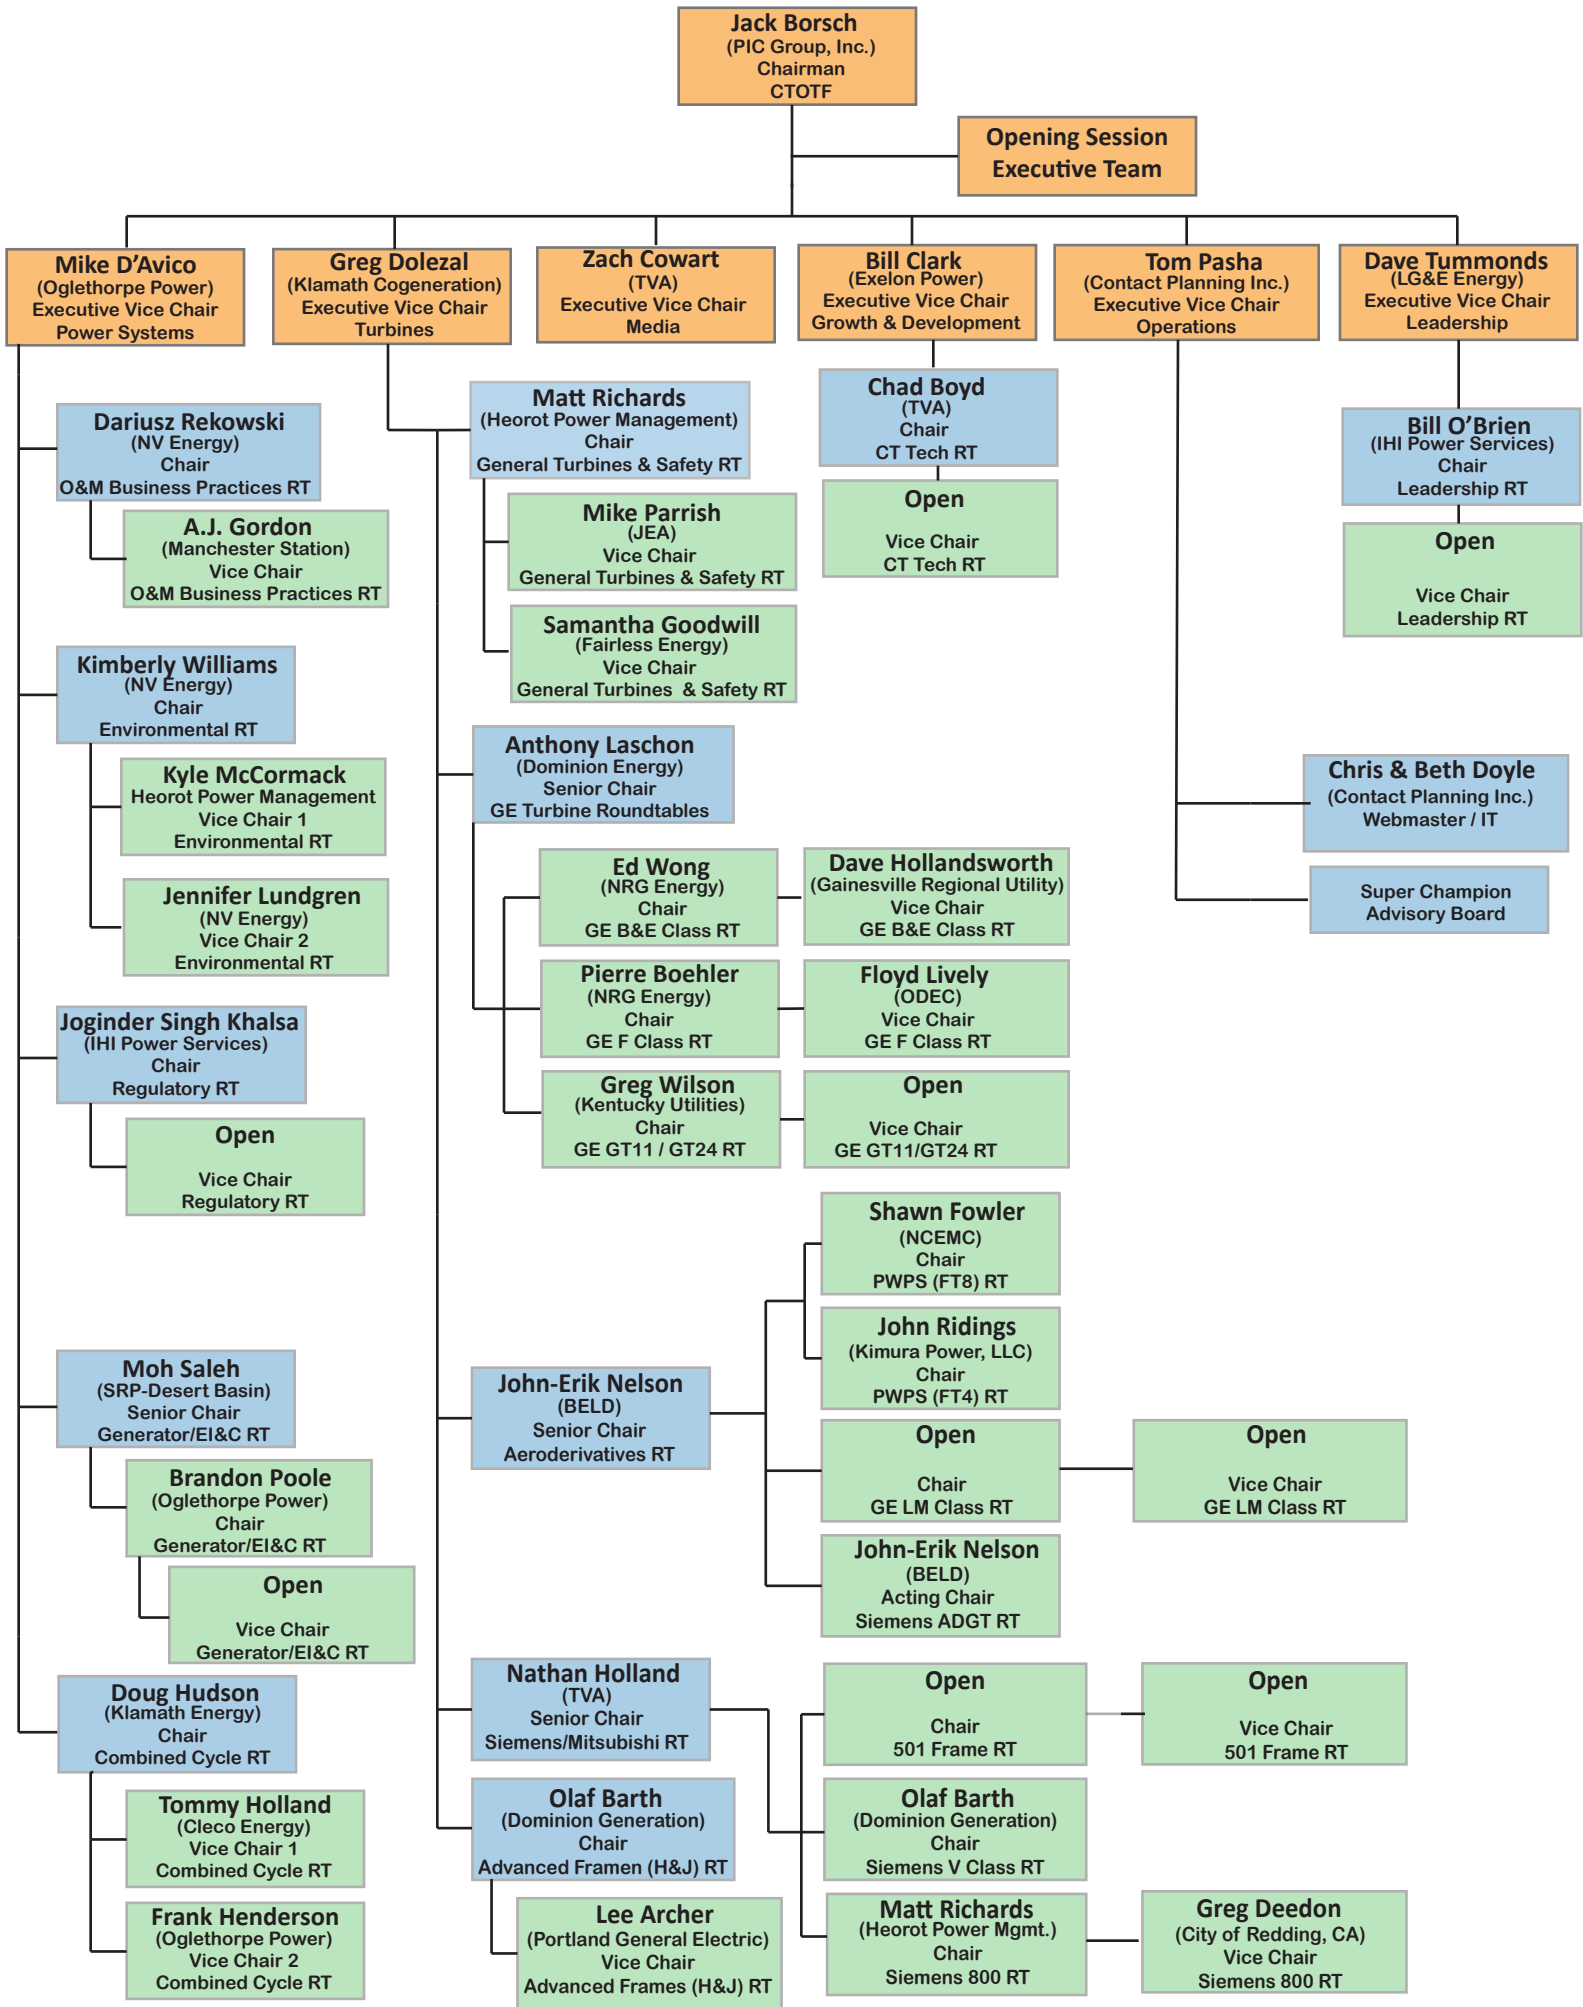 Jack Borsch
(PIC Group, Inc.)
Chairman
CTOTF
Opening Session
Executive Team
Mike D'Avico
(Oglethorpe Power)
Executive Vice Chair
Power Systems
Greg Dolezal
(Klamath Cogeneration)
Executive Vice Chair
Turbines
Zach Cowart
(TVA)
Executive Vice Chair
Media
Bill Clark
(Exelon Power)
Executive Vice Chair
Growth & Development
Tom Pasha
(Contact Planning Inc.)
Executive Vice Chair
Operations
Dave Tummonds
(LG&E Energy)
Executive Vice Chair
Leadership
Dariusz Rekowski
(NV Energy)
Chair
O&M Business Practices RT
A.J. Gordon
(Manchester Station)
Vice Chair
O&M Business Practices RT
Kimberly Williams
(NV Energy)
Chair
Environmental RT
Kyle McCormack
Heorot Power Management
Vice Chair 1
Environmental RT
Jennifer Lundgren
(NV Energy)
Vice Chair 2
Environmental RT
Joginder Singh Khalsa
(IHI Power Services)
Chair
Regulatory RT
Open
Vice Chair
Regulatory RT
Moh Saleh
(SRP-Desert Basin)
Senior Chair
Generator/EI&C RT
Brandon Poole
(Oglethorpe Power)
Chair
Generator/EI&C RT
Open
Vice Chair
Generator/EI&C RT
Doug Hudson
(Klamath Energy)
Chair
Combined Cycle RT
Tommy Holland
(Cleco Energy)
Vice Chair 1
Combined Cycle RT
Frank Henderson
(Oglethorpe Power)
Vice Chair 2
Combined Cycle RT
Matt Richards
(Heorot Power Management)
Chair
General Turbines & Safety RT
Mike Parrish
(JEA)
Vice Chair
General Turbines & Safety RT
Samantha Goodwill
(Fairless Energy)
Vice Chair
General Turbines & Safety RT
Anthony Laschon
(Dominion Energy)
Senior Chair
GE Turbine Roundtables
Ed Wong
(NRG Energy)
Chair
GE B&E Class RT
Dave Hollandsworth
(Gainesville Regional Utility)
Vice Chair
GE B&E Class RT
Pierre Boehler
(NRG Energy)
Chair
GE F Class RT
Floyd Lively
(ODEC)
Vice Chair
GE F Class RT
Greg Wilson
(Kentucky Utilities)
Chair
GE GT11 / GT24 RT
Open
Vice Chair
GE GT11/GT24 RT
John-Erik Nelson
(BELD)
Senior Chair
Aeroderivatives RT
Shawn Fowler
(NCEMC)
Chair
PWPS (FT8) RT
John Ridings
(Kimura Power, LLC)
Chair
PWPS (FT4) RT
Open
Chair
GE LM Class RT
Open
Vice Chair
GE LM Class RT
John-Erik Nelson
(BELD)
Acting Chair
Siemens ADGT RT
Nathan Holland
(TVA)
Senior Chair
Siemens/Mitsubishi RT
Open
Chair
501 Frame RT
Open
Vice Chair
501 Frame RT
Olaf Barth
(Dominion Generation)
Chair
Siemens V Class RT
Matt Richards
(Heorot Power Mgmt.)
Chair
Siemens 800 RT
Greg Deedon
(City of Redding, CA)
Vice Chair
Siemens 800 RT
Olaf Barth
(Dominion Generation)
Chair
Advanced Framen (H&J) RT
Lee Archer
(Portland General Electric)
Vice Chair
Advanced Frames (H&J) RT
Chad Boyd
(TVA)
Chair
CT Tech RT
Open
Vice Chair
CT Tech RT
Chris & Beth Doyle
(Contact Planning Inc.)
Webmaster / IT
Super Champion
Advisory Board
Bill O'Brien
(IHI Power Services)
Chair
Leadership RT
Open
Vice Chair
Leadership RT